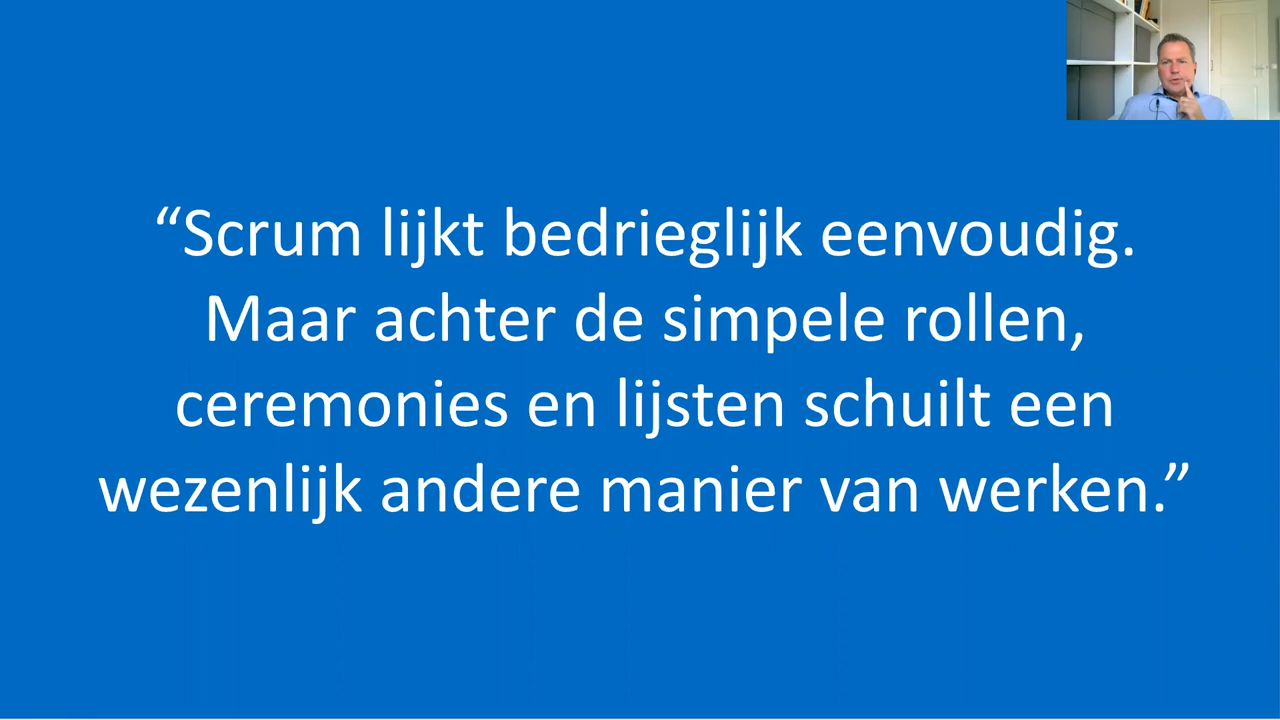 “Scrum lijkt bedrieglijk eenvoudig.
Maar achter de simpele rollen,
ceremonies en lijsten schuilt een
wezenlijk andere manier van werken.”